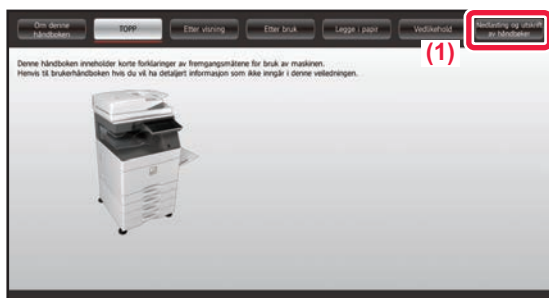 Om denne
håndboken
TOPP
Etter visning
Etter bruk
Legge i papir
Vedlikehold
Nedlasting og utskrift
av håndbøker
(1)
Denne håndboken inneholder korte forklaringer av fremgangsmåtene for bruk av maskinen.
Henvis til brukerhåndboken hvis du vil ha detaljert informasjon som ikke inngår i denne veiledningen.